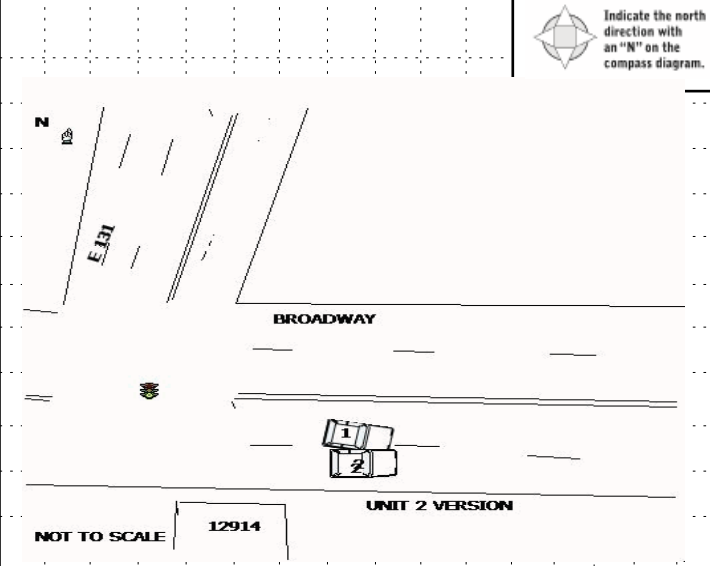 Indicate the north
direction with
an "N" on the
compass diagram.
N
E 131
BROADWAY
1
2
UNIT 2 VERSION
12914
NOT TO SCALE